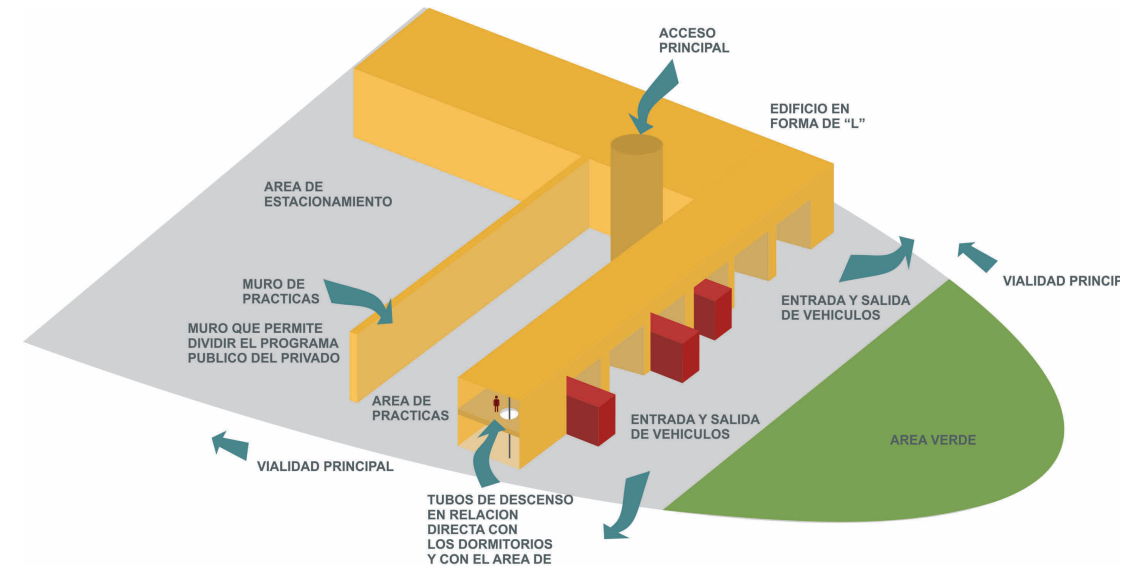 ACCESO
PRINCIPAL
EDIFICIO EN
FORMA DE “L”
AREA DE
ESTACIONAMIENTO
MURO DE
PRACTICAS
MURO QUE PERMITE
DIVIDIR EL PROGRAMA
PUBLICO DEL PRIVADO
VIALIDAD PRINCIP
ENTRADA Y SALIDA
DE VEHICULOS
AREA DE
PRACTICAS
ENTRADA Y SALIDA
DE VEHICULOS
AREA VERDE
VIALIDAD PRINCIPAL
TUBOS DE DESCENSO
EN RELACION
DIRECTA CON
LOS DORMITORIOS
Y CON EL AREA DE